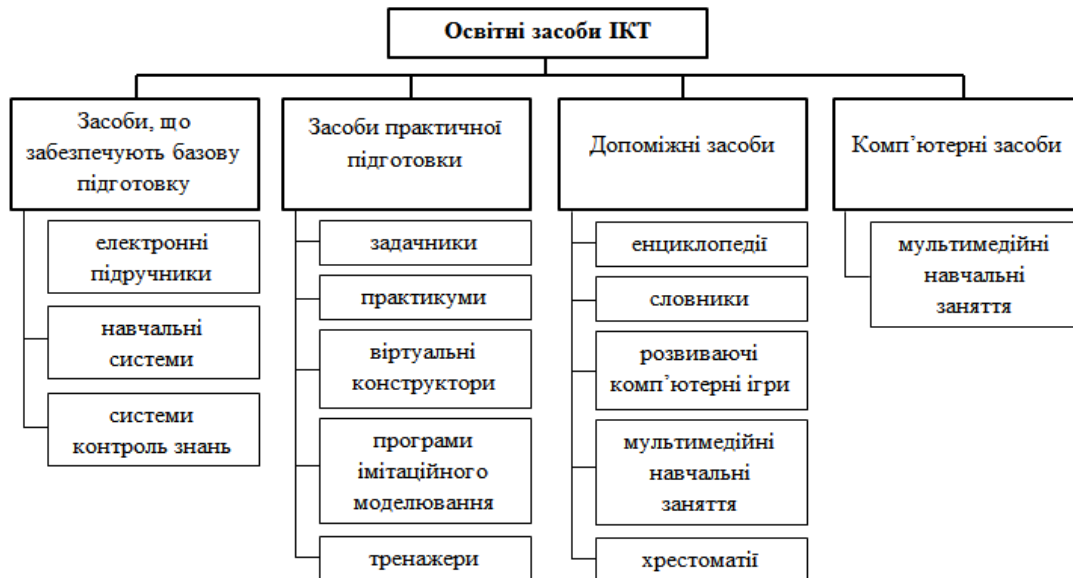 Освітні засоби ІКТ
Засоби, що
забезпечують базову
підготовку
електронні
підручники
навчальні
системи
системи
контроль знань
Засоби практичної
підготовки
задачники
практикуми
віртуальні
конструктори
програми
імітаційного
моделювання
тренажери
Допоміжні засоби
енциклопедії
словники
розвиваючі
комп’ютерні ігри
мультимедійні
навчальні
заняття
хрестоматії
Комп’ютерні засоби
мультимедійні
навчальні
заняття